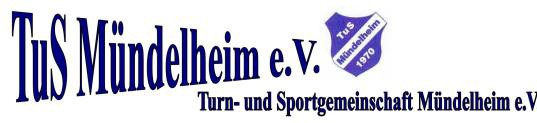 TuS Mündelheim e.V.
TuS
Mündelheim
1970
Turn- und Sportgemeinschaft Mündelheim e.V